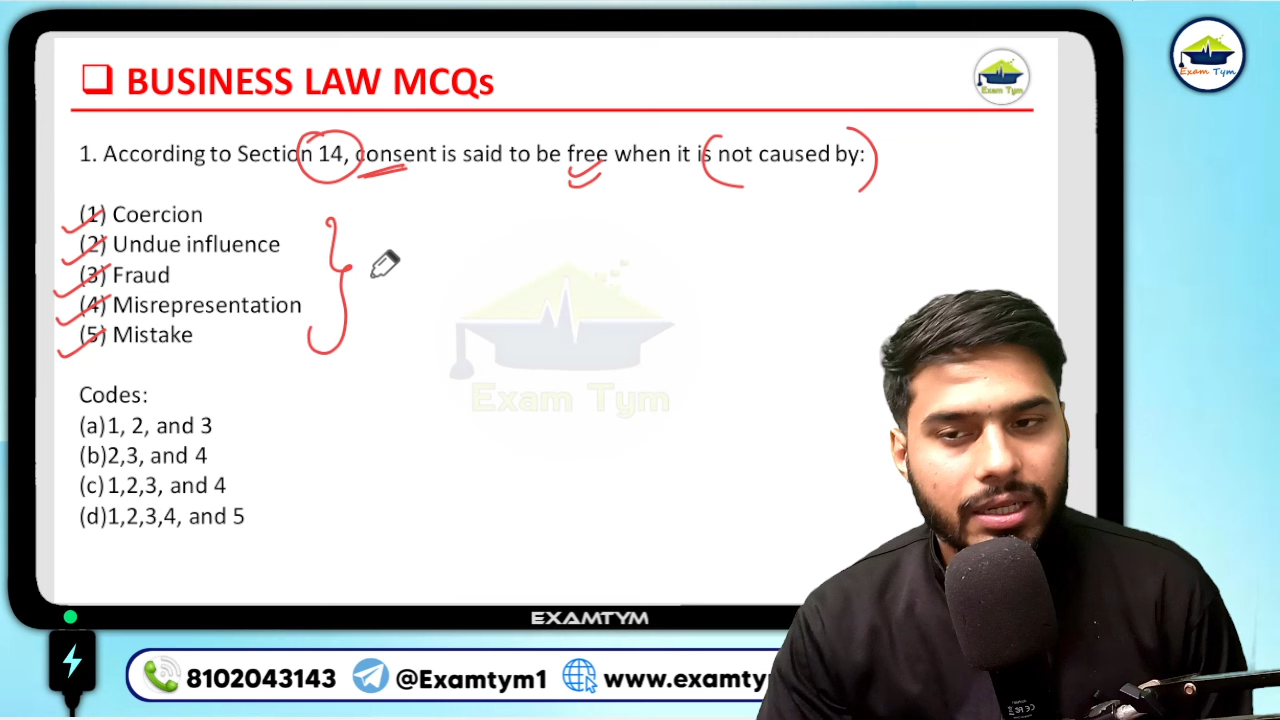 BUSINESS LAW MCQs
Exam Tym
Exam Tym
1. According to Section 14, consent is said to be free when it is not caused by:
(1) Coercion
(2) Undue influence
(3) Fraud
(4) Misrepresentation
(5) Mistake
Exam Tym
Codes:
(a)1, 2, and 3
(b)2,3, and 4
(c)1,2,3, and 4
(d)1,2,3,4, and 5
EXAMTYM
8102043143 @Examtym1 www.examty